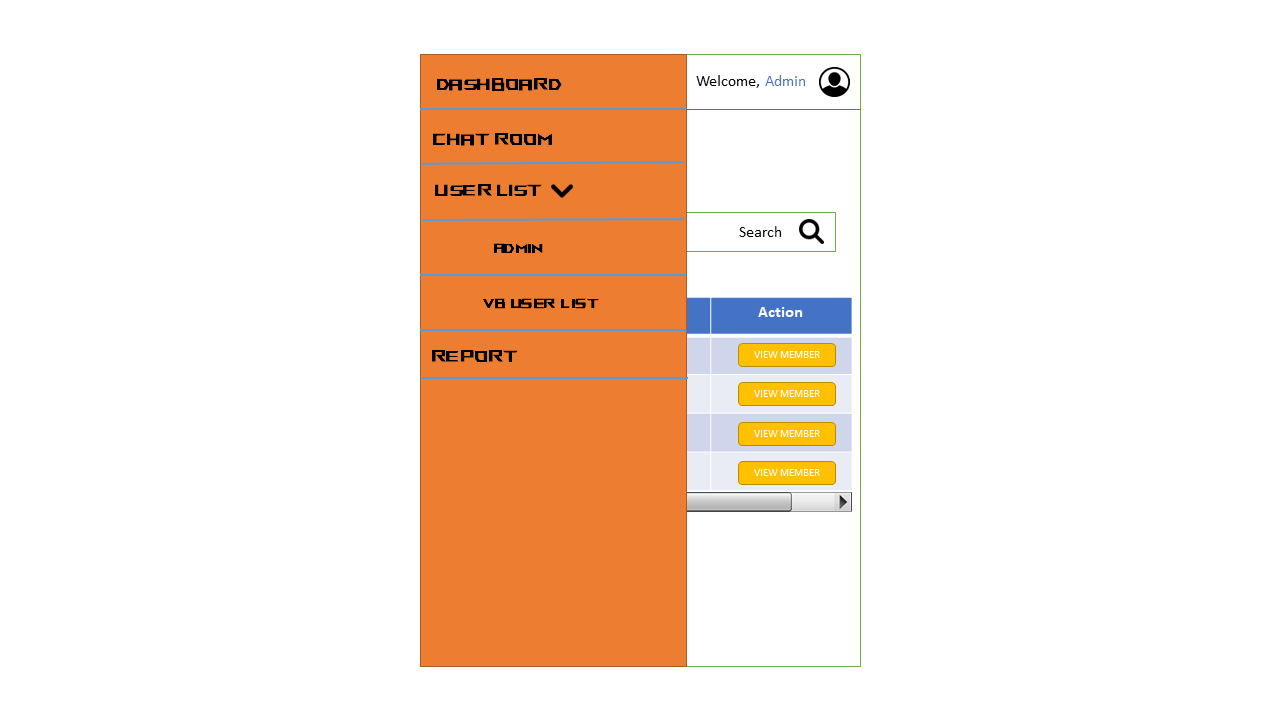 DASHBOARD
Welcome, Admin
CHAT ROOM
USER LIST
Search
ADMIN
V8 USER LIST
Action
REPORT
VIEW MEMBER
VIEW MEMBER
VIEW MEMBER
VIEW MEMBER